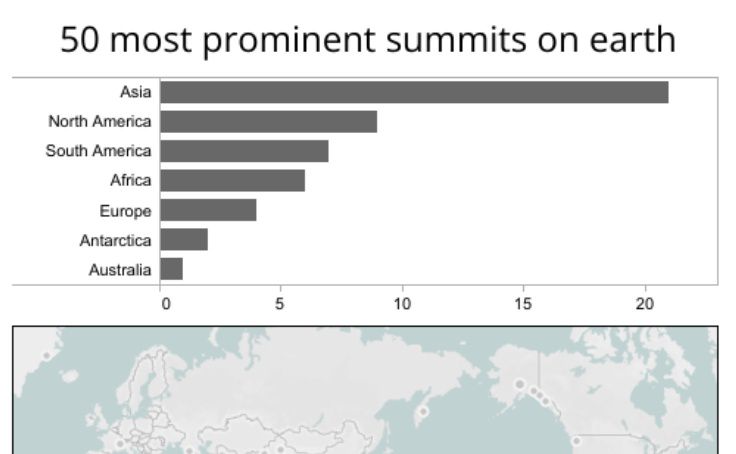 50 most prominent summits on earth
Asia
North America
South America
Africa
Europe
Antarctica
Australia
0 5 10 15 20